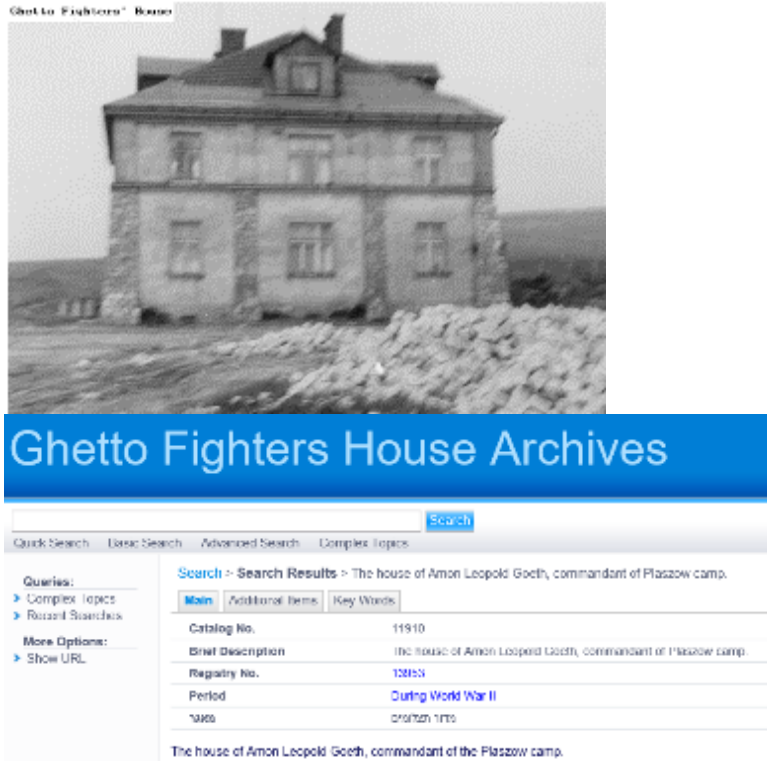 Ghetto Fighters' House
Ghetto Fighters House Archives
Search
Quick Search Basic Search Advanced Search Complex Topics
Search > Search Results > The house of Amon Leopold Goeth, commandant of Plaszow camp.
Queries:
Complex Topics
Recent Searches
More Options:
Show URL
Main Additional Items Key Words
Catalog No. 11910
Brief Description The house of Amon Leopold Goeth, commandant of Plaszow camp.
Registry No. 13953
Period During World War II
מאגר מדור תצלומים
The house of Amon Leopold Goeth, commandant of the Plaszow camp.